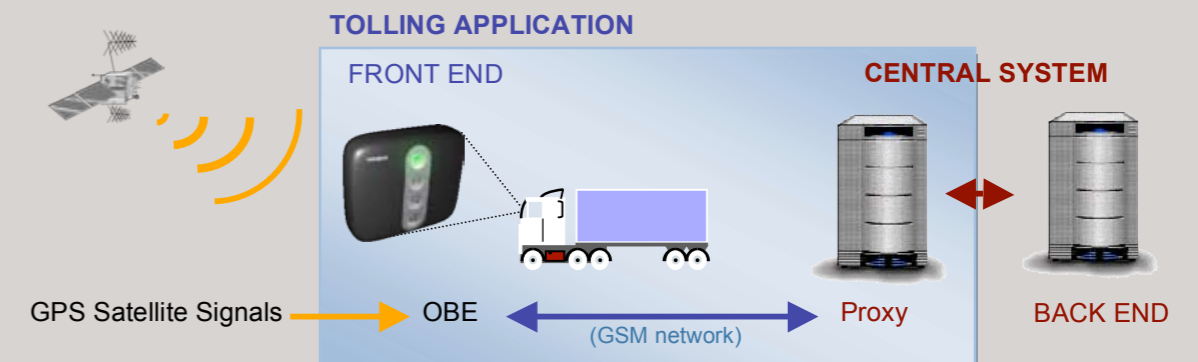 TOLLING APPLICATION
FRONT END
CENTRAL SYSTEM
GPS Satellite Signals
OBE
(GSM network)
Proxy
BACK END